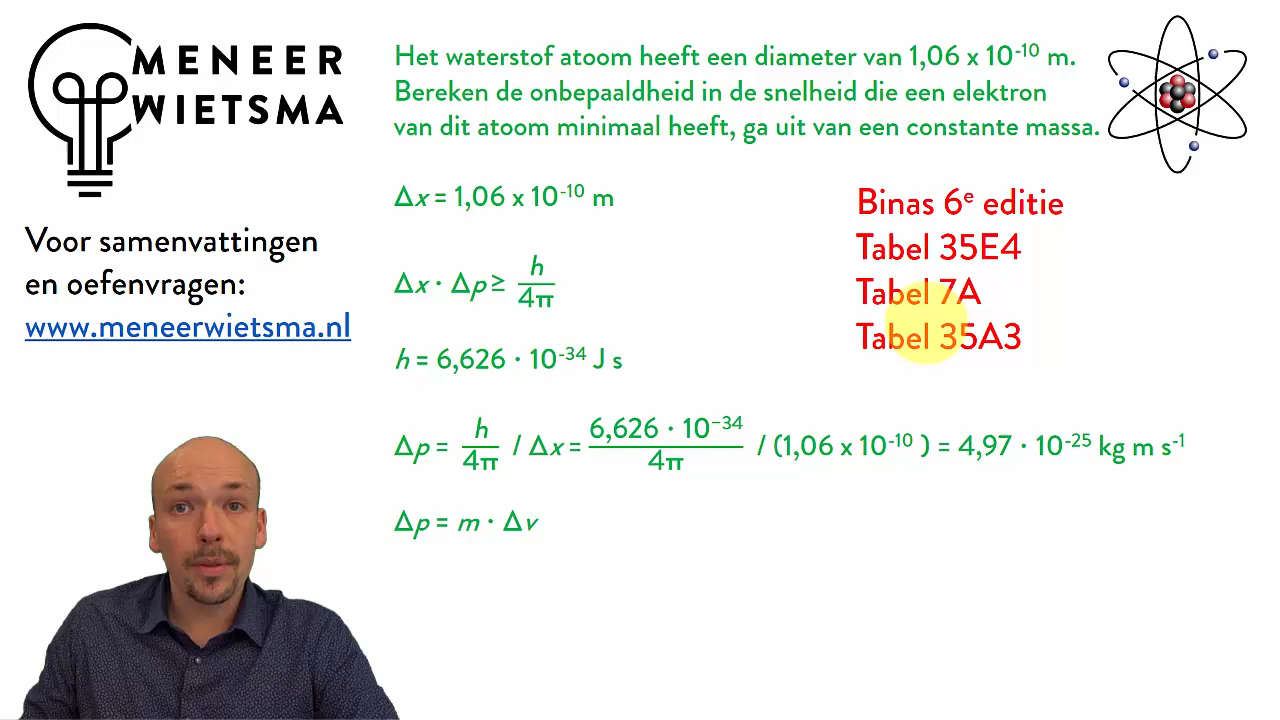 MENEER
WIETSMA
Voor samenvattingen
en oefenvragen:
www.meneerwietsma.nl
Het waterstof atoom heeft een diameter van 1,06 x 10⁻¹⁰ m.
Bereken de onbepaaldheid in de snelheid die een elektron
van dit atoom minimaal heeft, ga uit van een constante massa.
Δx = 1,06 x 10⁻¹⁰ m
Δx · Δp ≥ h / 4π
h = 6,626 · 10⁻³⁴ J s
Δp = h / 4π / Δx = 6,626 · 10⁻³⁴ / 4π / (1,06 x 10⁻¹⁰ ) = 4,97 · 10⁻²⁵ kg m s⁻¹
Δp = m · Δv
Binas 6ᵉ editie
Tabel 35E4
Tabel 7A
Tabel 35A3